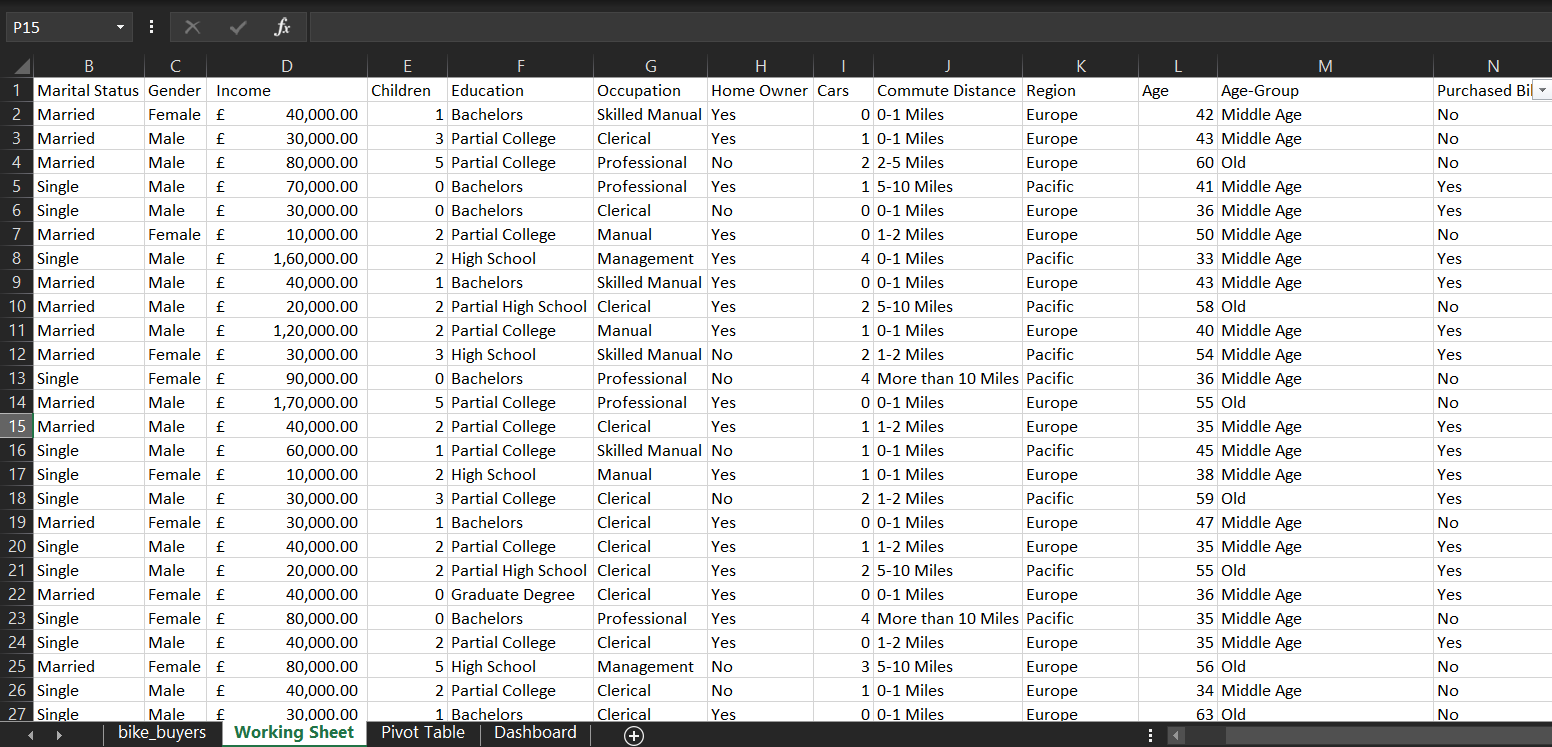 P15 fx
B C D E F G H I J K L M N
1 Marital Status Gender Income Children Education Occupation Home Owner Cars Commute Distance Region Age Age-Group Purchased Bi
2 Married Female £ 40,000.00 1 Bachelors Skilled Manual Yes 0 0-1 Miles Europe 42 Middle Age No
3 Married Male £ 30,000.00 3 Partial College Clerical Yes 1 0-1 Miles Europe 43 Middle Age No
4 Married Male £ 80,000.00 5 Partial College Professional No 2 2-5 Miles Europe 60 Old No
5 Single Male £ 70,000.00 0 Bachelors Professional Yes 1 5-10 Miles Pacific 41 Middle Age Yes
6 Single Male £ 30,000.00 0 Bachelors Clerical No 0 0-1 Miles Europe 36 Middle Age Yes
7 Married Female £ 10,000.00 2 Partial College Manual Yes 0 1-2 Miles Europe 50 Middle Age No
8 Single Male £ 1,60,000.00 2 High School Management Yes 4 0-1 Miles Pacific 33 Middle Age Yes
9 Married Male £ 40,000.00 1 Bachelors Skilled Manual Yes 0 0-1 Miles Europe 43 Middle Age Yes
10 Married Male £ 20,000.00 2 Partial High School Clerical Yes 2 5-10 Miles Pacific 58 Old No
11 Married Male £ 1,20,000.00 2 Partial College Manual Yes 1 0-1 Miles Europe 40 Middle Age Yes
12 Married Female £ 30,000.00 3 High School Skilled Manual No 2 1-2 Miles Pacific 54 Middle Age Yes
13 Single Female £ 90,000.00 0 Bachelors Professional No 4 More than 10 Miles Pacific 36 Middle Age No
14 Married Male £ 1,70,000.00 5 Partial College Professional Yes 0 0-1 Miles Europe 55 Old No
15 Married Male £ 40,000.00 2 Partial College Clerical Yes 1 1-2 Miles Europe 35 Middle Age Yes
16 Single Male £ 60,000.00 1 Partial College Skilled Manual No 1 0-1 Miles Pacific 45 Middle Age Yes
17 Single Female £ 10,000.00 2 High School Manual Yes 1 0-1 Miles Europe 38 Middle Age Yes
18 Single Male £ 30,000.00 3 Partial College Clerical No 2 1-2 Miles Pacific 59 Old Yes
19 Married Female £ 30,000.00 1 Bachelors Clerical Yes 0 0-1 Miles Europe 47 Middle Age No
20 Single Male £ 40,000.00 2 Partial College Clerical Yes 1 1-2 Miles Europe 35 Middle Age Yes
21 Single Male £ 20,000.00 2 Partial High School Clerical Yes 2 5-10 Miles Pacific 55 Old Yes
22 Married Female £ 40,000.00 0 Graduate Degree Clerical Yes 0 0-1 Miles Europe 36 Middle Age Yes
23 Single Female £ 80,000.00 0 Bachelors Professional Yes 4 More than 10 Miles Pacific 35 Middle Age No
24 Single Male £ 40,000.00 2 Partial College Clerical Yes 0 1-2 Miles Europe 35 Middle Age Yes
25 Married Female £ 80,000.00 5 High School Management No 3 5-10 Miles Europe 56 Old No
26 Single Male £ 40,000.00 2 Partial College Clerical No 1 0-1 Miles Europe 34 Middle Age No
27 Single Male £ 30,000.00 1 Bachelors Clerical Yes 0 0-1 Miles Europe 63 Old No
bike_buyers Working Sheet Pivot Table Dashboard